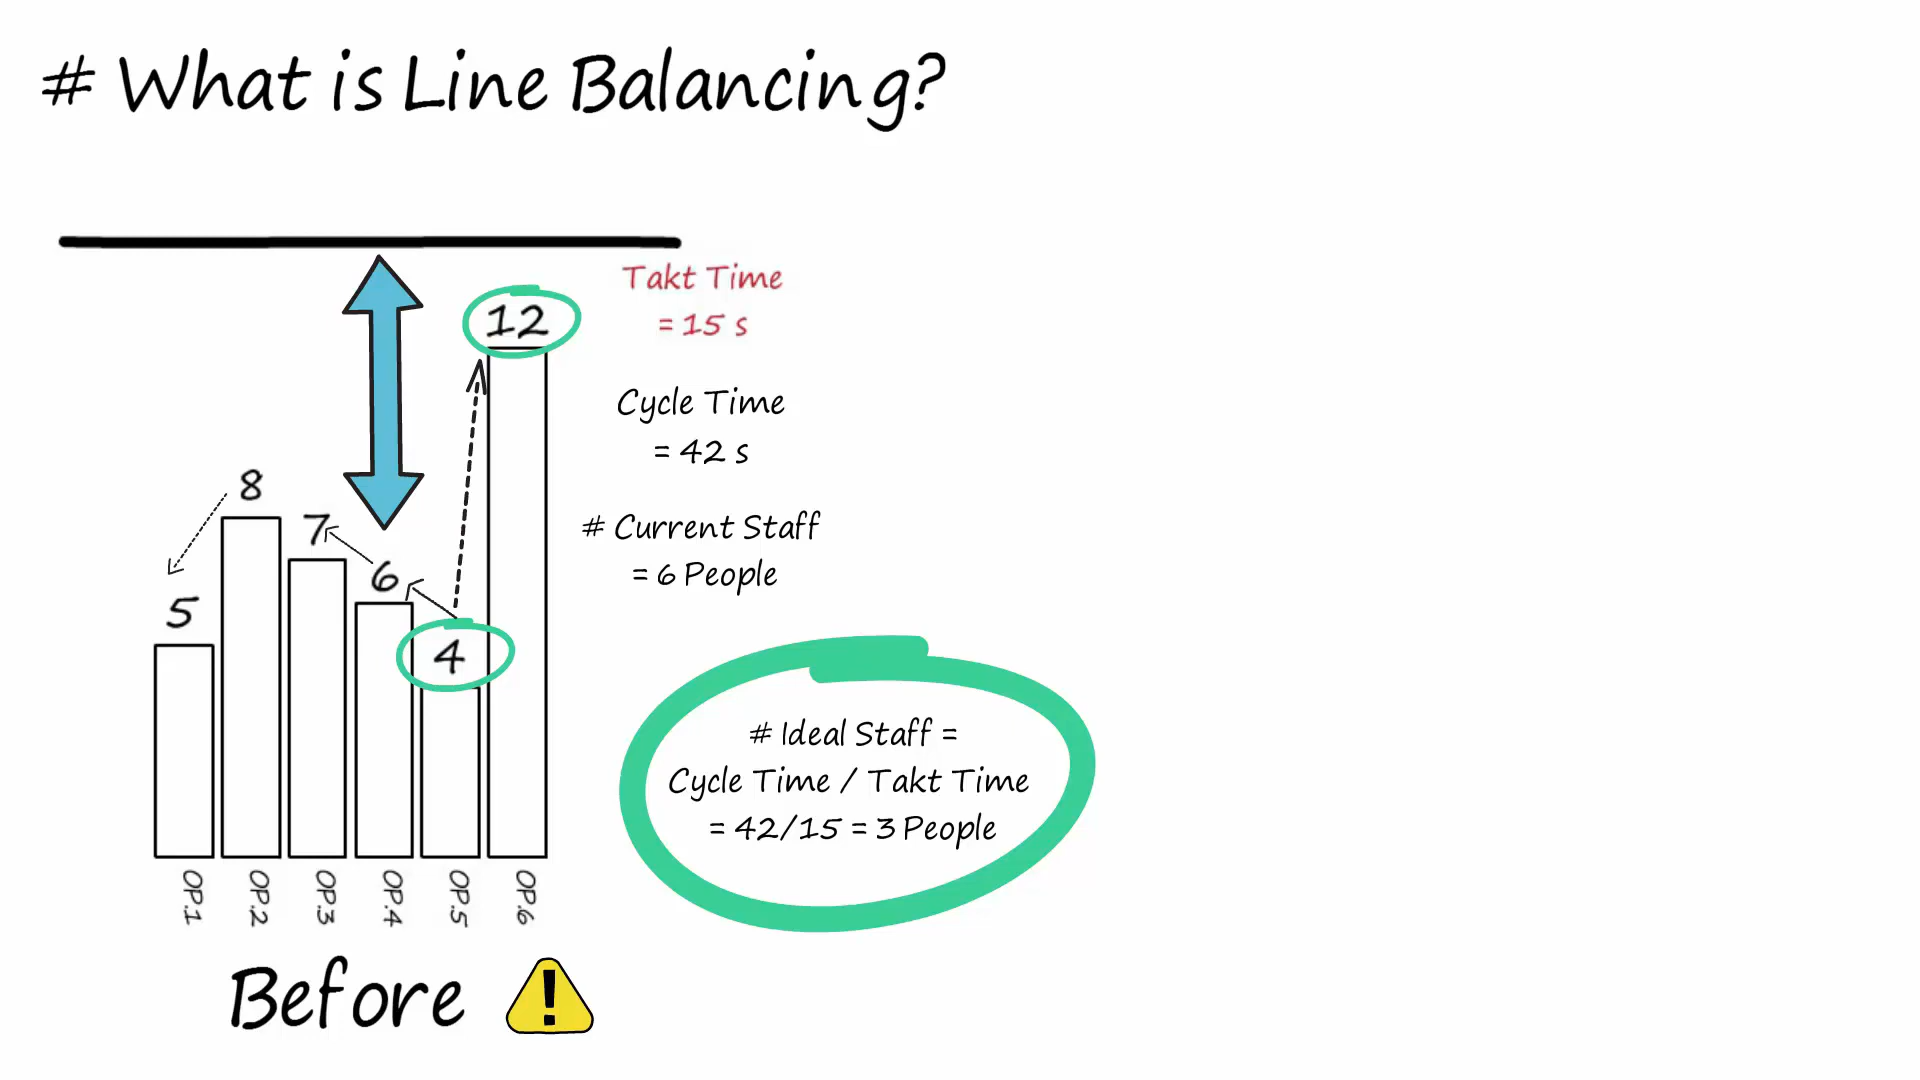 # What is Line Balancing?
Takt Time
= 15 s
12
Cycle Time
= 42 s
8
7
# Current Staff
= 6 People
6
5
4
# Ideal Staff =
Cycle Time / Takt Time
= 42/15 = 3 People
OP.1
OP.2
OP.3
OP.4
OP.5
OP.6
Before
!